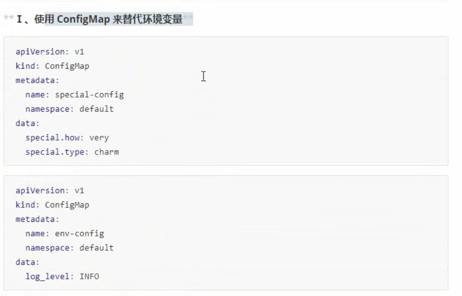 ** Ⅰ、使用 ConfigMap 来替代环境变量**
apiVersion: v1
kind: ConfigMap
metadata:
  name: special-config
  namespace: default
data:
  special.how: very
  special.type: charm
apiVersion: v1
kind: ConfigMap
metadata:
  name: env-config
  namespace: default
data:
  log_level: INFO